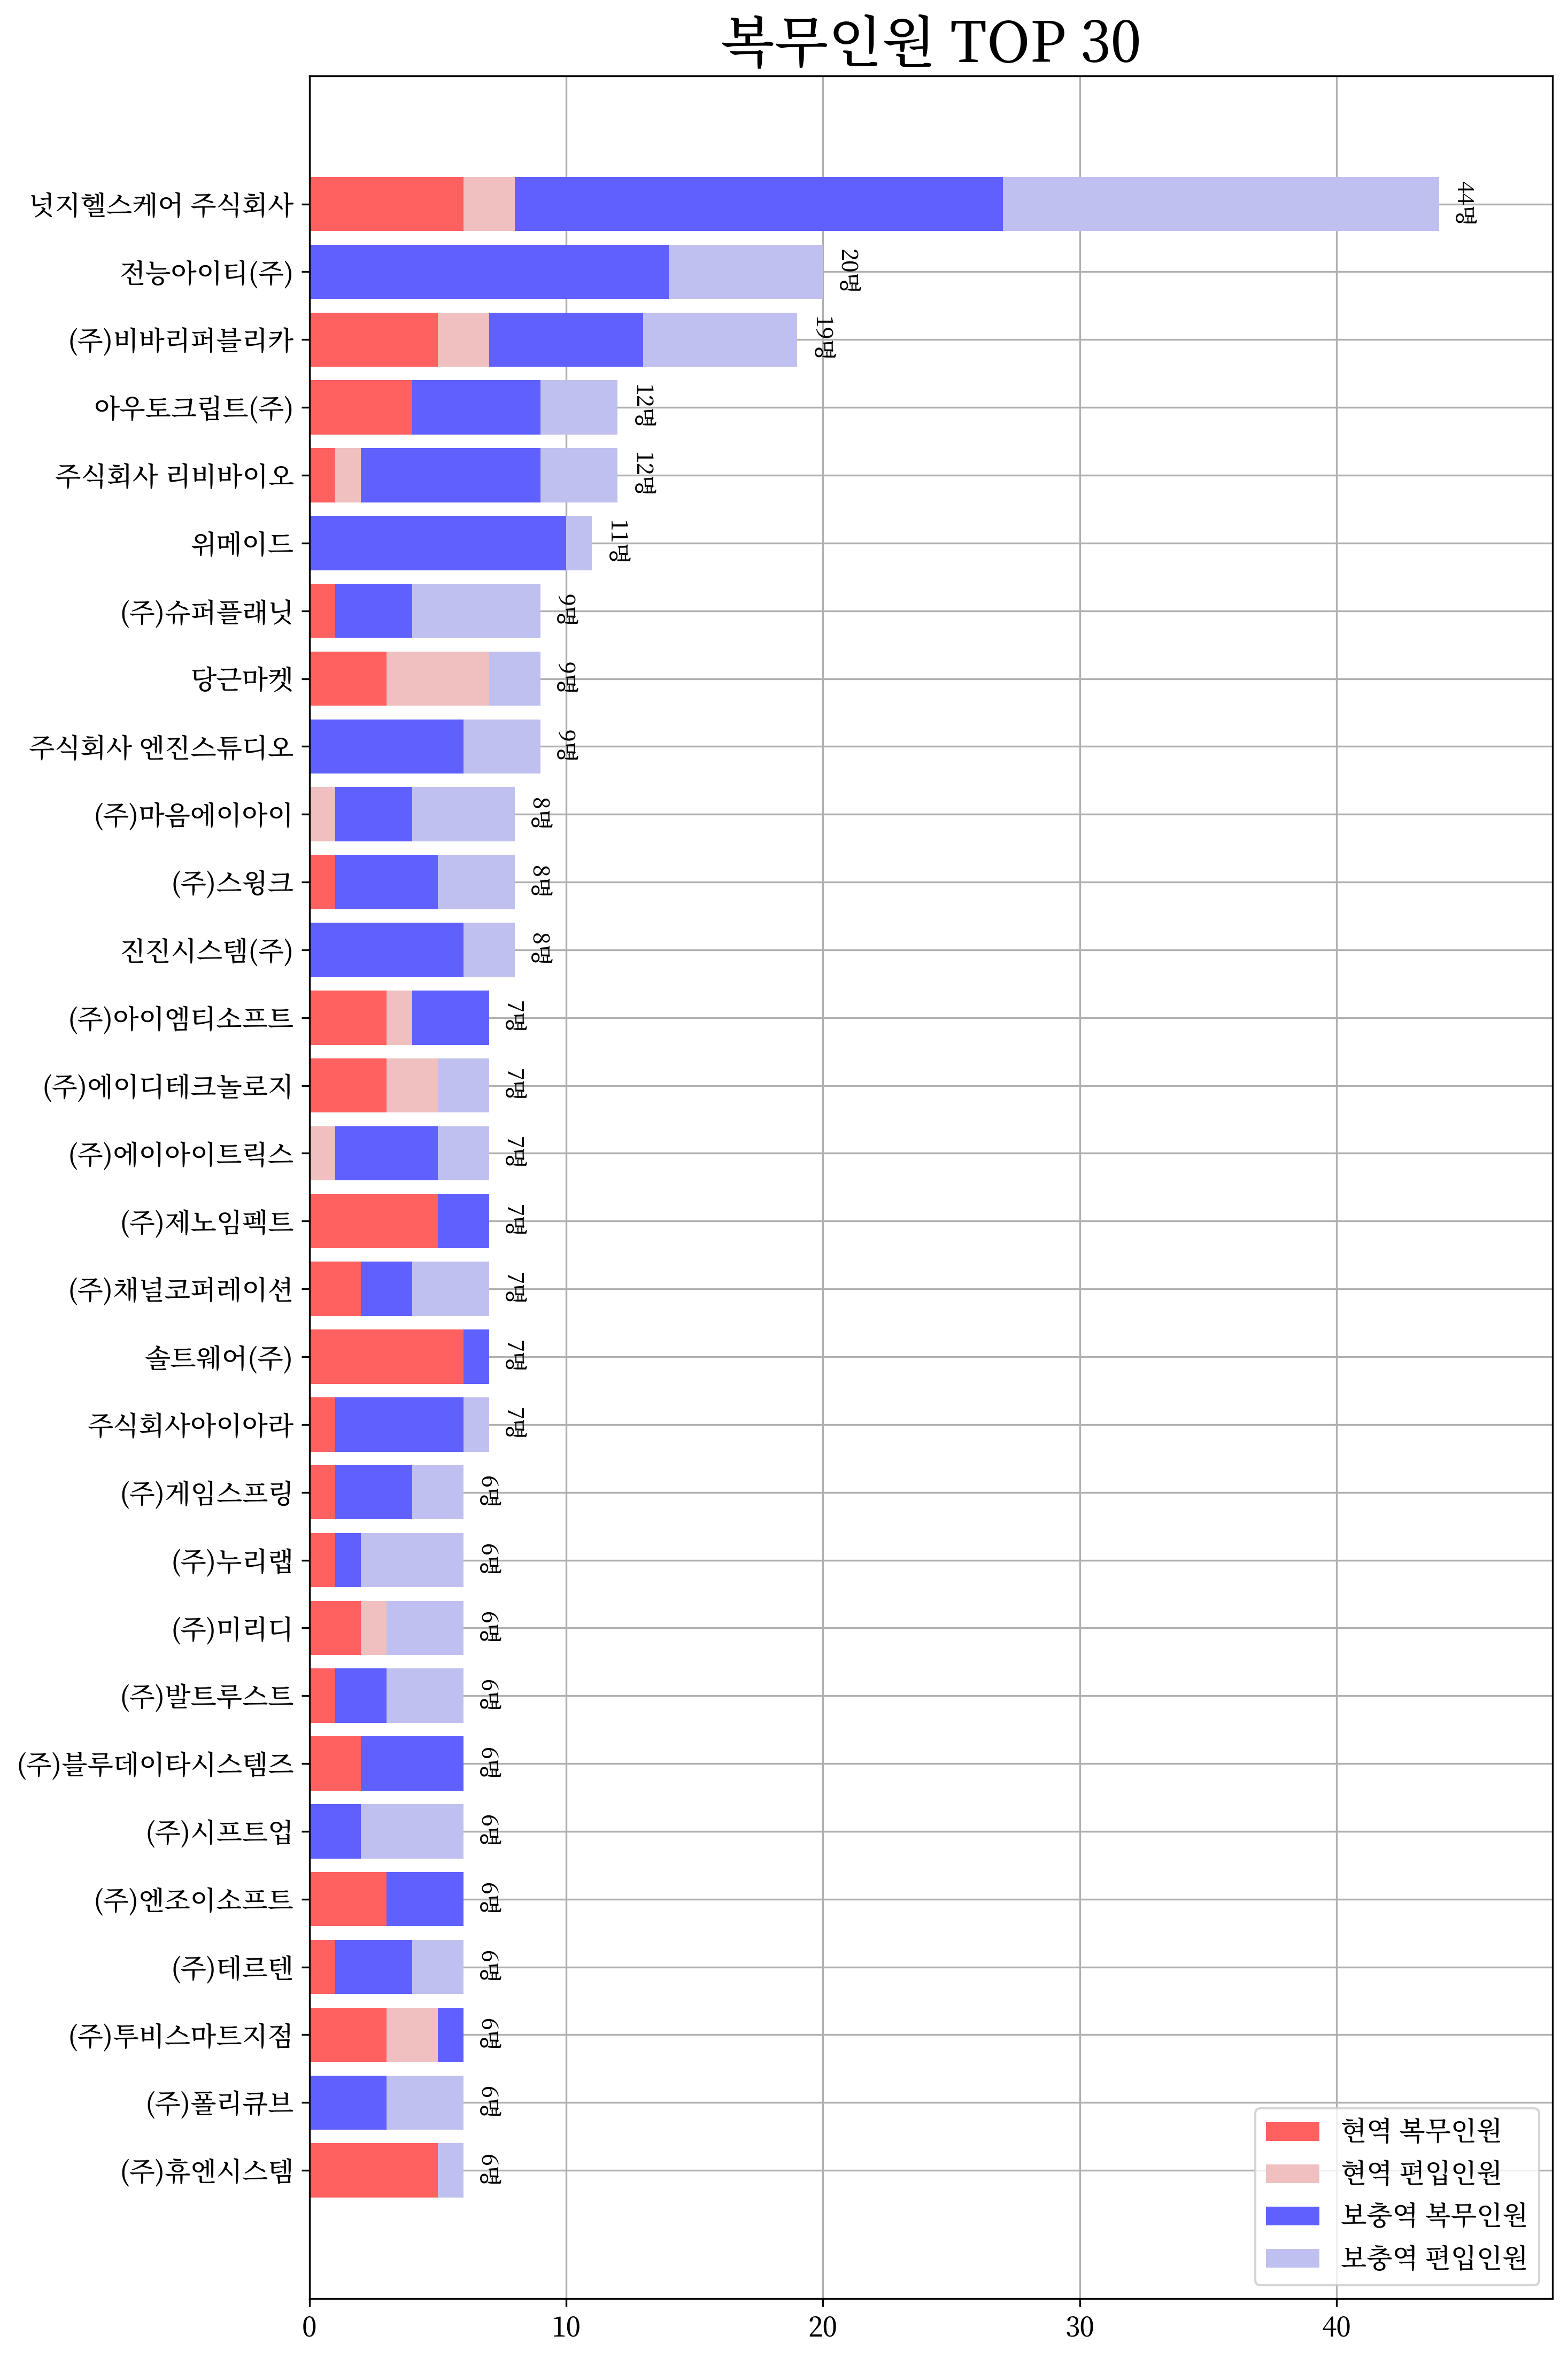 복무인원 TOP 30
넛지헬스케어 주식회사 44명
전능아이티(주) 20명
(주)비바리퍼블리카 19명
아우토크립트(주) 12명
주식회사 리비바이오 12명
위메이드 11명
(주)슈퍼플래닛 9명
당근마켓 9명
주식회사 엔진스튜디오 9명
(주)마음에이아이 8명
(주)스윙크 8명
진진시스템(주) 8명
(주)아이엠티소프트 7명
(주)에이디테크놀로지 7명
(주)에이아이트릭스 7명
(주)제노임펙트 7명
(주)채널코퍼레이션 7명
솔트웨어(주) 7명
주식회사아이아라 7명
(주)게임스프링 6명
(주)누리랩 6명
(주)미리디 6명
(주)발트루스트 6명
(주)블루데이타시스템즈 6명
(주)시프트업 6명
(주)엔조이소프트 6명
(주)테르텐 6명
(주)투비스마트지점 6명
(주)폴리큐브 6명
(주)휴엔시스템 6명
현역 복무인원
현역 편입인원
보충역 복무인원
보충역 편입인원
0 10 20 30 40